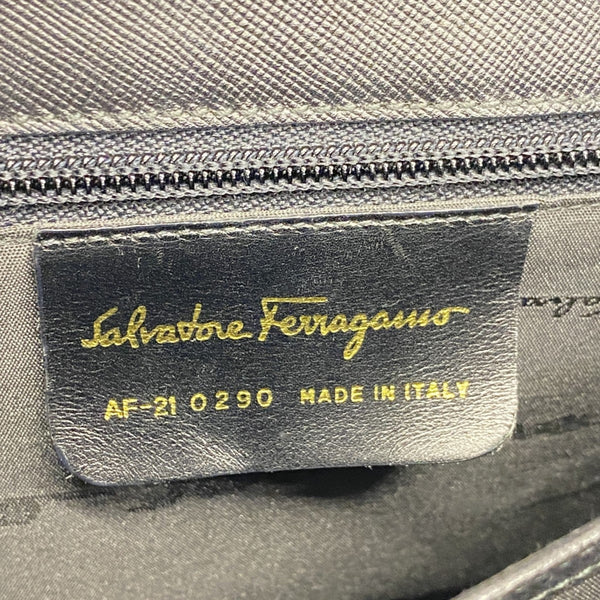 Salvatore Ferragamo
AF-21 0290 MADE IN ITALY